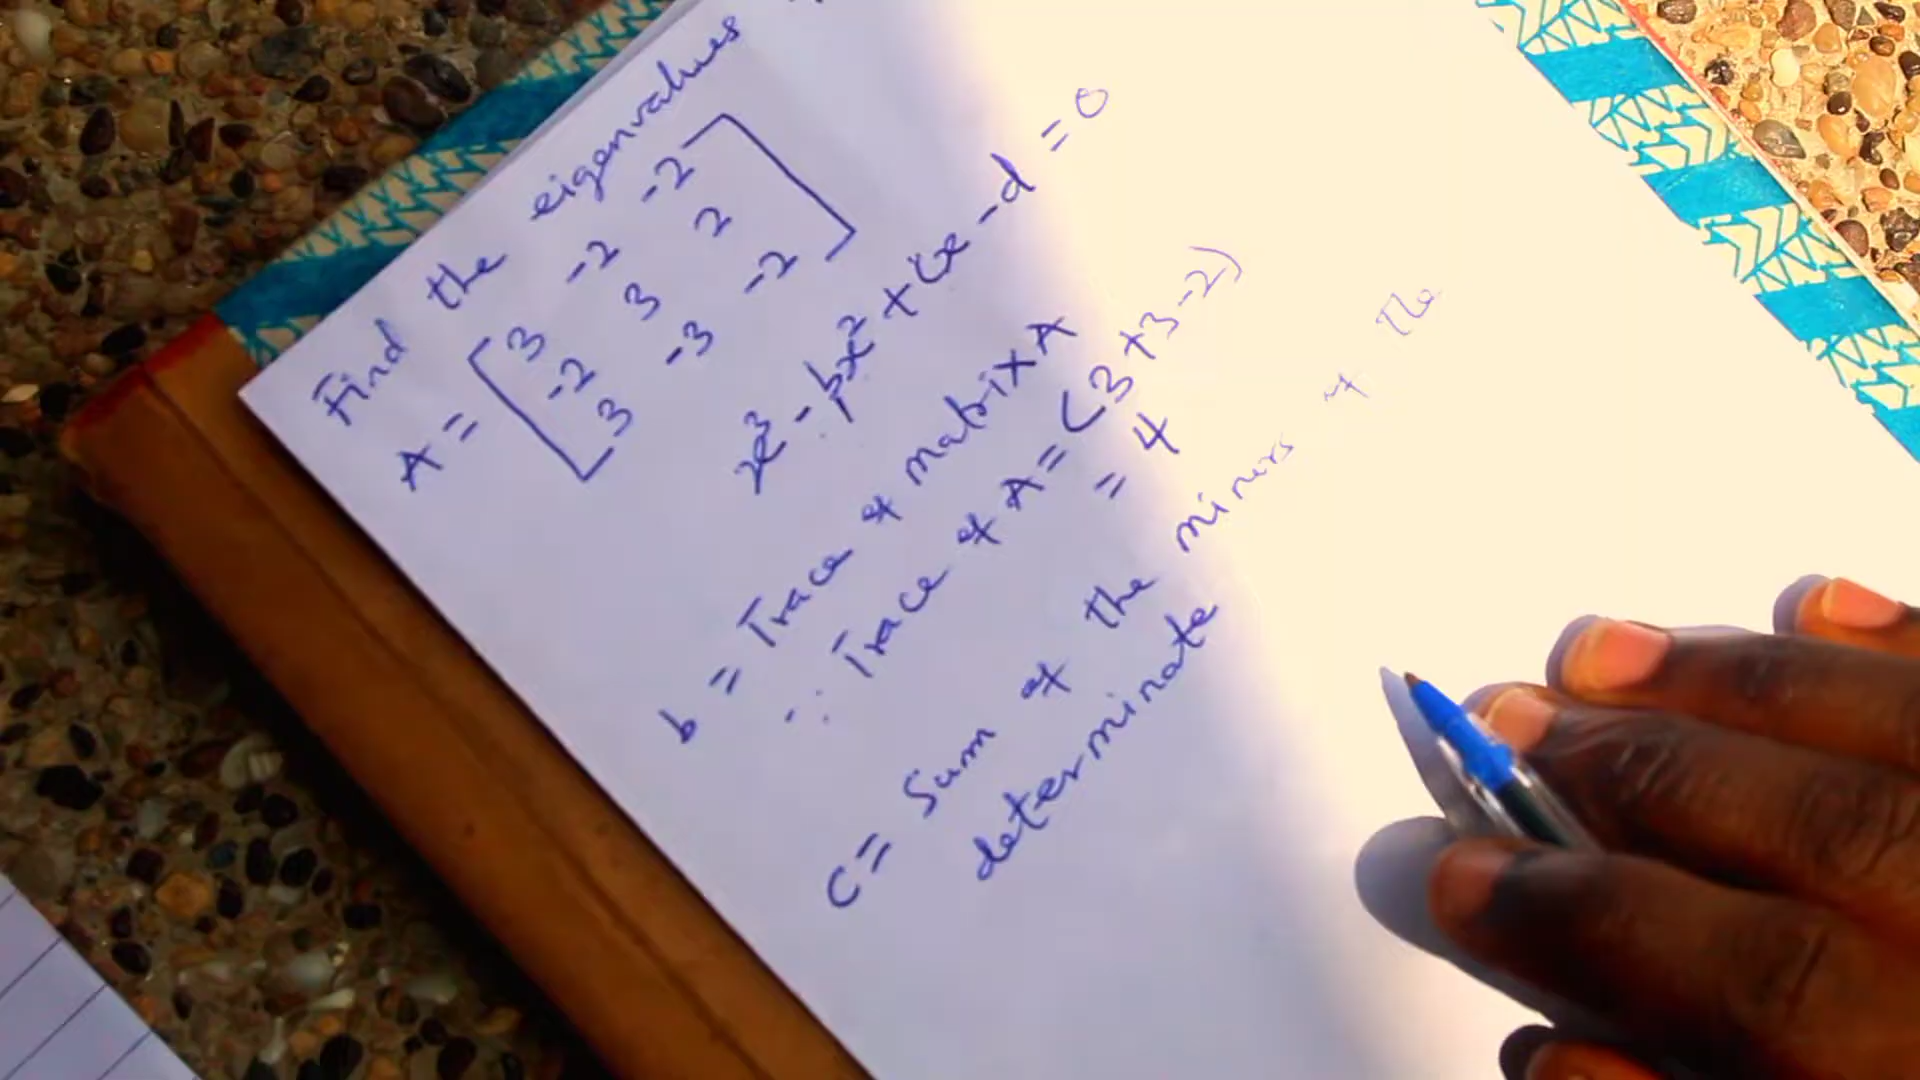 Find the eigenvalues
A = [ 3 -2 -2
-2 3 2
3 -3 -2 ]
x³ - bx² + cx - d = 0
b = Trace of matrix A
∴ Trace of A = (3+3-2)
= 4
c = Sum of the minors of the
determinate